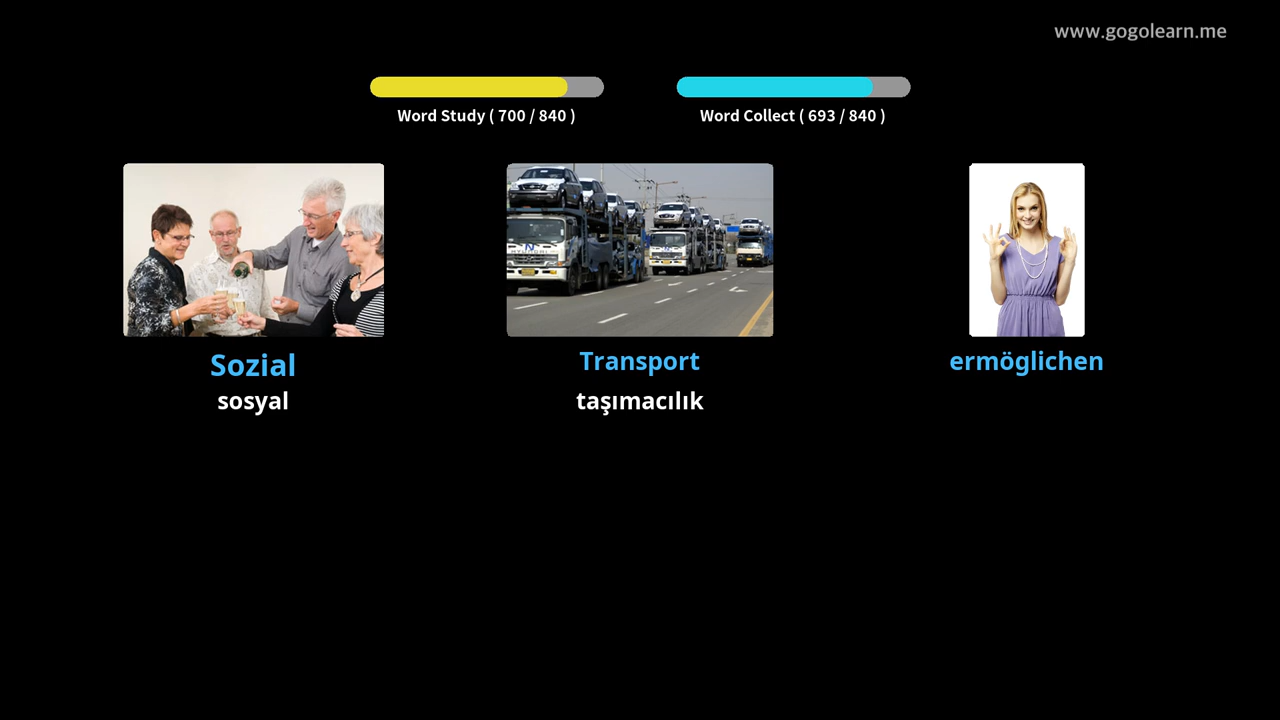 www.gogolearn.me
Word Study ( 700 / 840 )
Word Collect ( 693 / 840 )
Sozial
Transport
ermöglichen
sosyal
taşımacılık